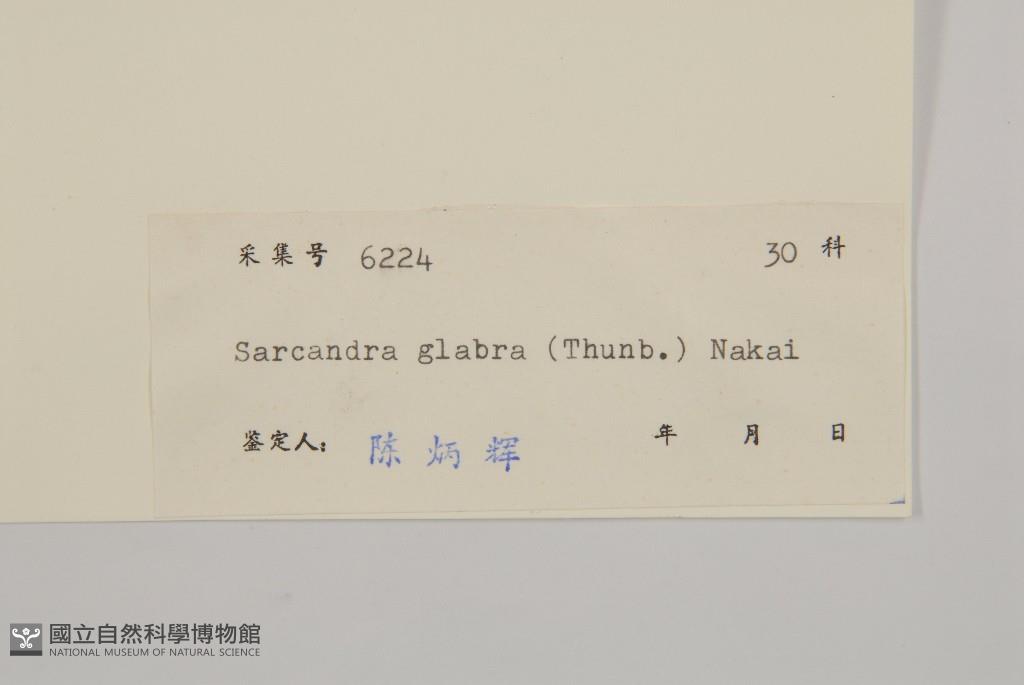 采集号 6224 30 科
Sarcandra glabra (Thunb.) Nakai
鉴定人: 陈炳辉 年 月 日
國立自然科學博物館
NATIONAL MUSEUM OF NATURAL SCIENCE